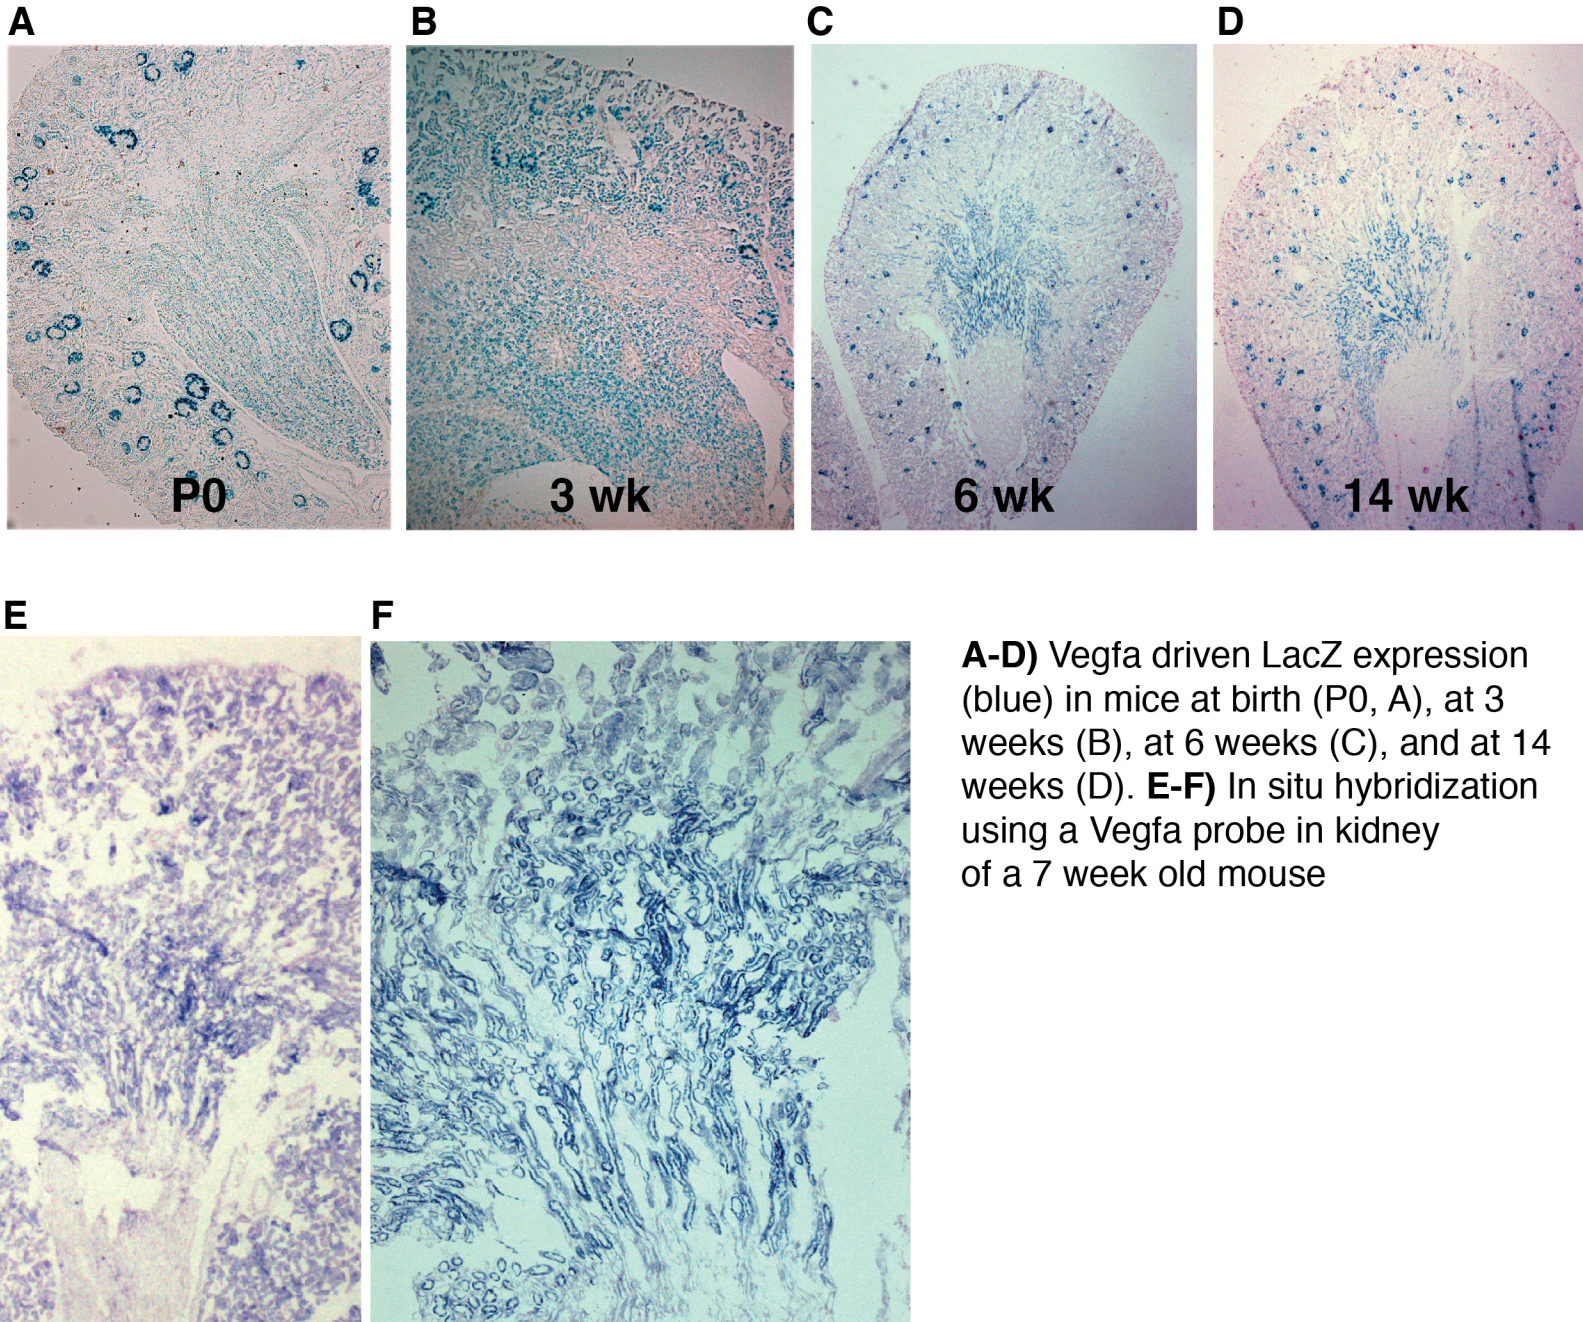 A
B
C
D
P0
3 wk
6 wk
14 wk
E
F
A-D) Vegfa driven LacZ expression
(blue) in mice at birth (P0, A), at 3
weeks (B), at 6 weeks (C), and at 14
weeks (D). E-F) In situ hybridization
using a Vegfa probe in kidney
of a 7 week old mouse